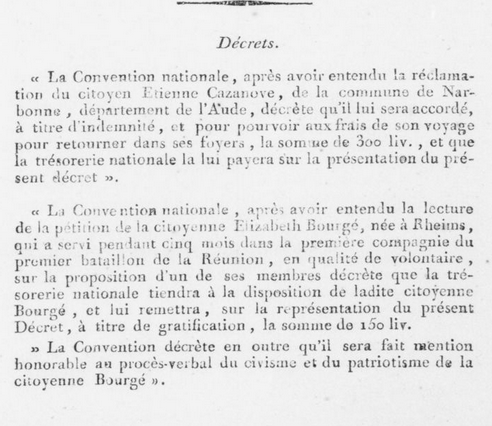 Décrets.
« La Convention nationale, après avoir entendu la réclama-
tion du citoyen Etienne Cazanove, de la commune de Nar-
bonne, département de l'Aude, décrète qu'il lui sera accordé,
à titre d'indemnité, et pour pourvoir aux frais de son voyage
pour retourner dans ses foyers, la somme de 300 liv., et que
la trésorerie nationale la lui payera sur la présentation du pré-
sent décret ».
« La Convention nationale, après avoir entendu la lecture
de la pétition de la citoyenne Elizabeth Bourgé, née à Rheims,
qui a servi pendant cinq mois dans la première compagnie du
premier bataillon de la Réunion, en qualité de volontaire,
sur la proposition d'un de ses membres décrète que la tré-
sorerie nationale tiendra à la disposition de ladite citoyenne
Bourgé, et lui remettra, sur la représentation du présent
Décret, à titre de gratification, la somme de 150 liv.
» La Convention décrète en outre qu'il sera fait mention
honorable au procès-verbal du civisme et du patriotisme de la
citoyenne Bourgé ».